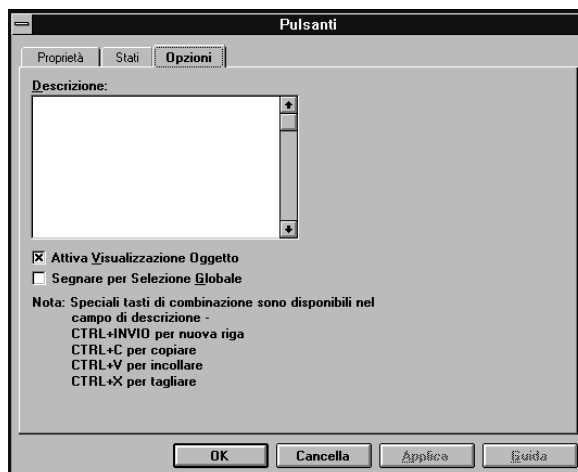 Pulsanti
Proprietà Stati Opzioni
Descrizione:
Attiva Visualizzazione Oggetto
Segnare per Selezione Globale
Nota: Speciali tasti di combinazione sono disponibili nel
campo di descrizione -
CTRL+INVIO per nuova riga
CTRL+C per copiare
CTRL+V per incollare
CTRL+X per tagliare
OK Cancella Applica Guida